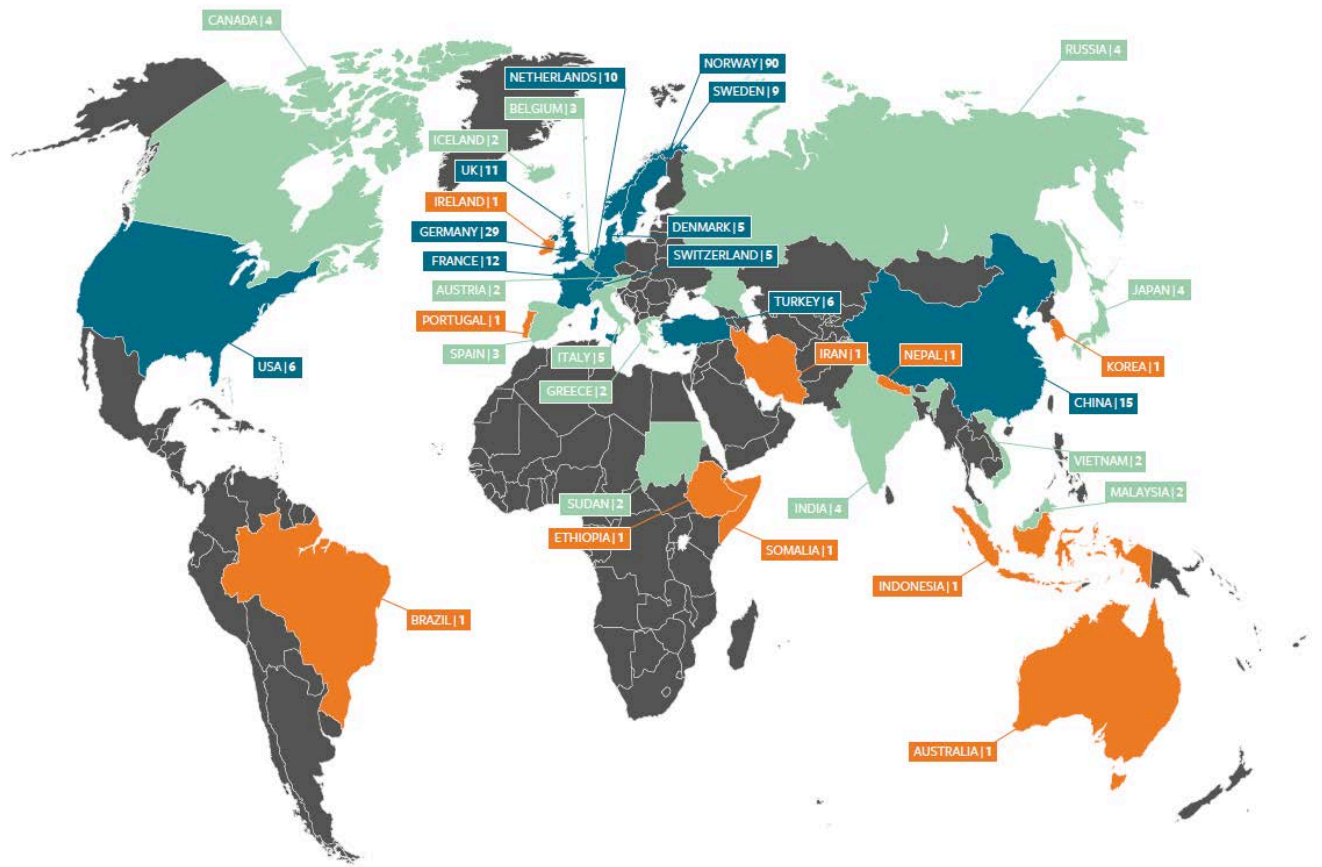 CANADA | 4
RUSSIA | 4
NORWAY | 90
NETHERLANDS | 10
SWEDEN | 9
BELGIUM | 3
ICELAND | 2
UK | 11
IRELAND | 1
GERMANY | 29
DENMARK | 5
FRANCE | 12
SWITZERLAND | 5
AUSTRIA | 2
TURKEY | 6
JAPAN | 4
PORTUGAL | 1
SPAIN | 3
ITALY | 5
IRAN | 1
NEPAL | 1
KOREA | 1
USA | 6
GREECE | 2
CHINA | 15
VIETNAM | 2
MALAYSIA | 2
SUDAN | 2
INDIA | 4
ETHIOPIA | 1
SOMALIA | 1
INDONESIA | 1
BRAZIL | 1
AUSTRALIA | 1